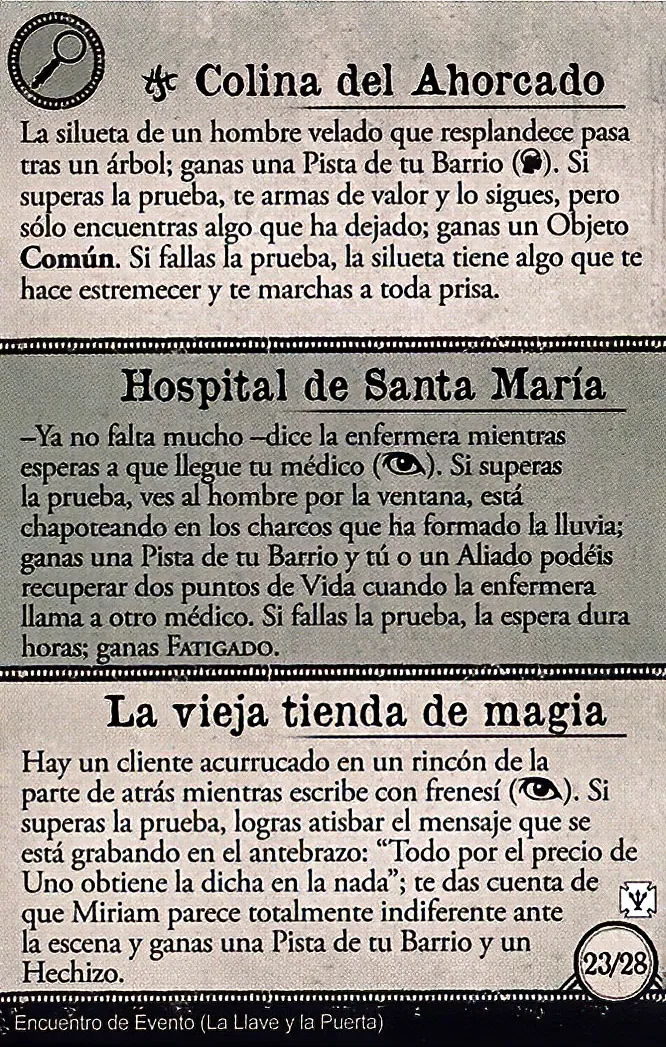 Colina del Ahorcado
La silueta de un hombre velado que resplandece pasa
tras un árbol; ganas una Pista de tu Barrio ( ). Si
superas la prueba, te armas de valor y lo sigues, pero
sólo encuentras algo que ha dejado; ganas un Objeto
Común. Si fallas la prueba, la silueta tiene algo que te
hace estremecer y te marchas a toda prisa.
Hospital de Santa María
–Ya no falta mucho –dice la enfermera mientras
esperas a que llegue tu médico ( ). Si superas
la prueba, ves al hombre por la ventana, está
chapoteando en los charcos que ha formado la lluvia;
ganas una Pista de tu Barrio y tú o un Aliado podéis
recuperar dos puntos de Vida cuando la enfermera
llama a otro médico. Si fallas la prueba, la espera dura
horas; ganas FATIGADO.
La vieja tienda de magia
Hay un cliente acurrucado en un rincón de la
parte de atrás mientras escribe con frenesí ( ). Si
superas la prueba, logras atisbar el mensaje que se
está grabando en el antebrazo: “Todo por el precio de
Uno obtiene la dicha en la nada”; te das cuenta de
que Miriam parece totalmente indiferente ante
la escena y ganas una Pista de tu Barrio y un
Hechizo.
23/28
Encuentro de Evento (La Llave y la Puerta)